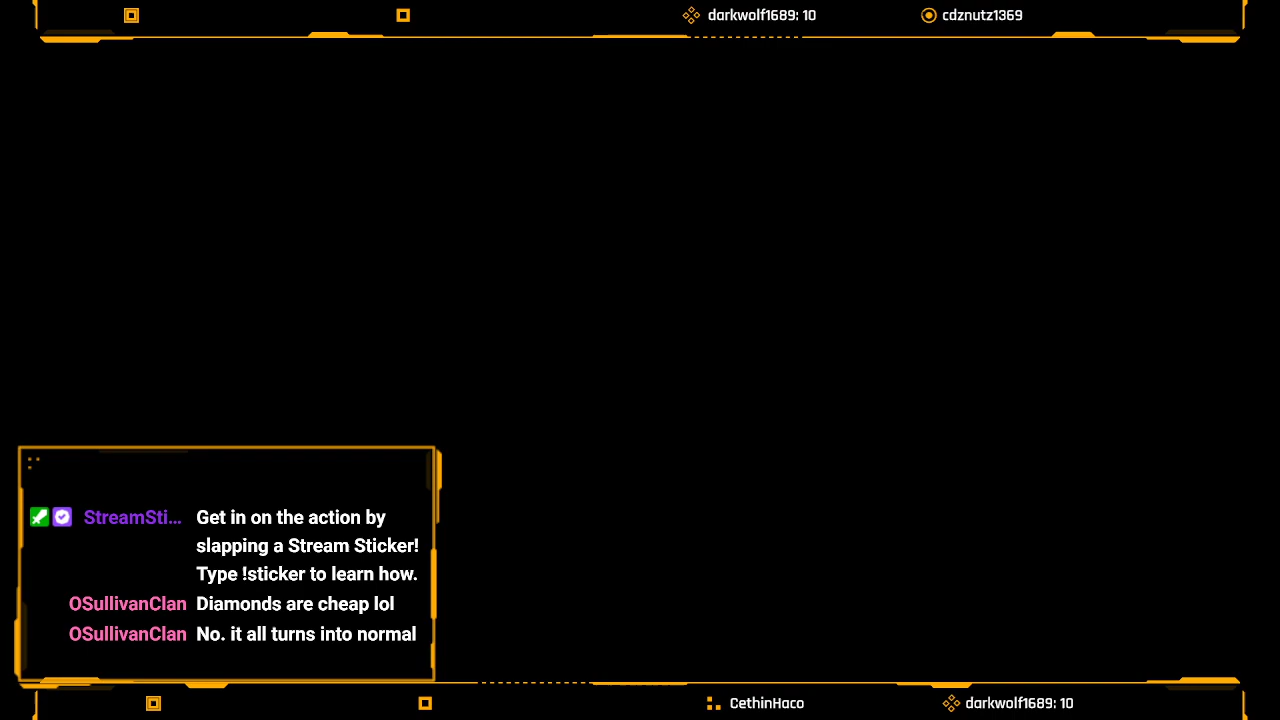 darkwolf1689: 10
cdznutz1369
StreamSti... Get in on the action by
slapping a Stream Sticker!
Type !sticker to learn how.
OSullivanClan Diamonds are cheap lol
OSullivanClan No. it all turns into normal
CethinHaco
darkwolf1689: 10